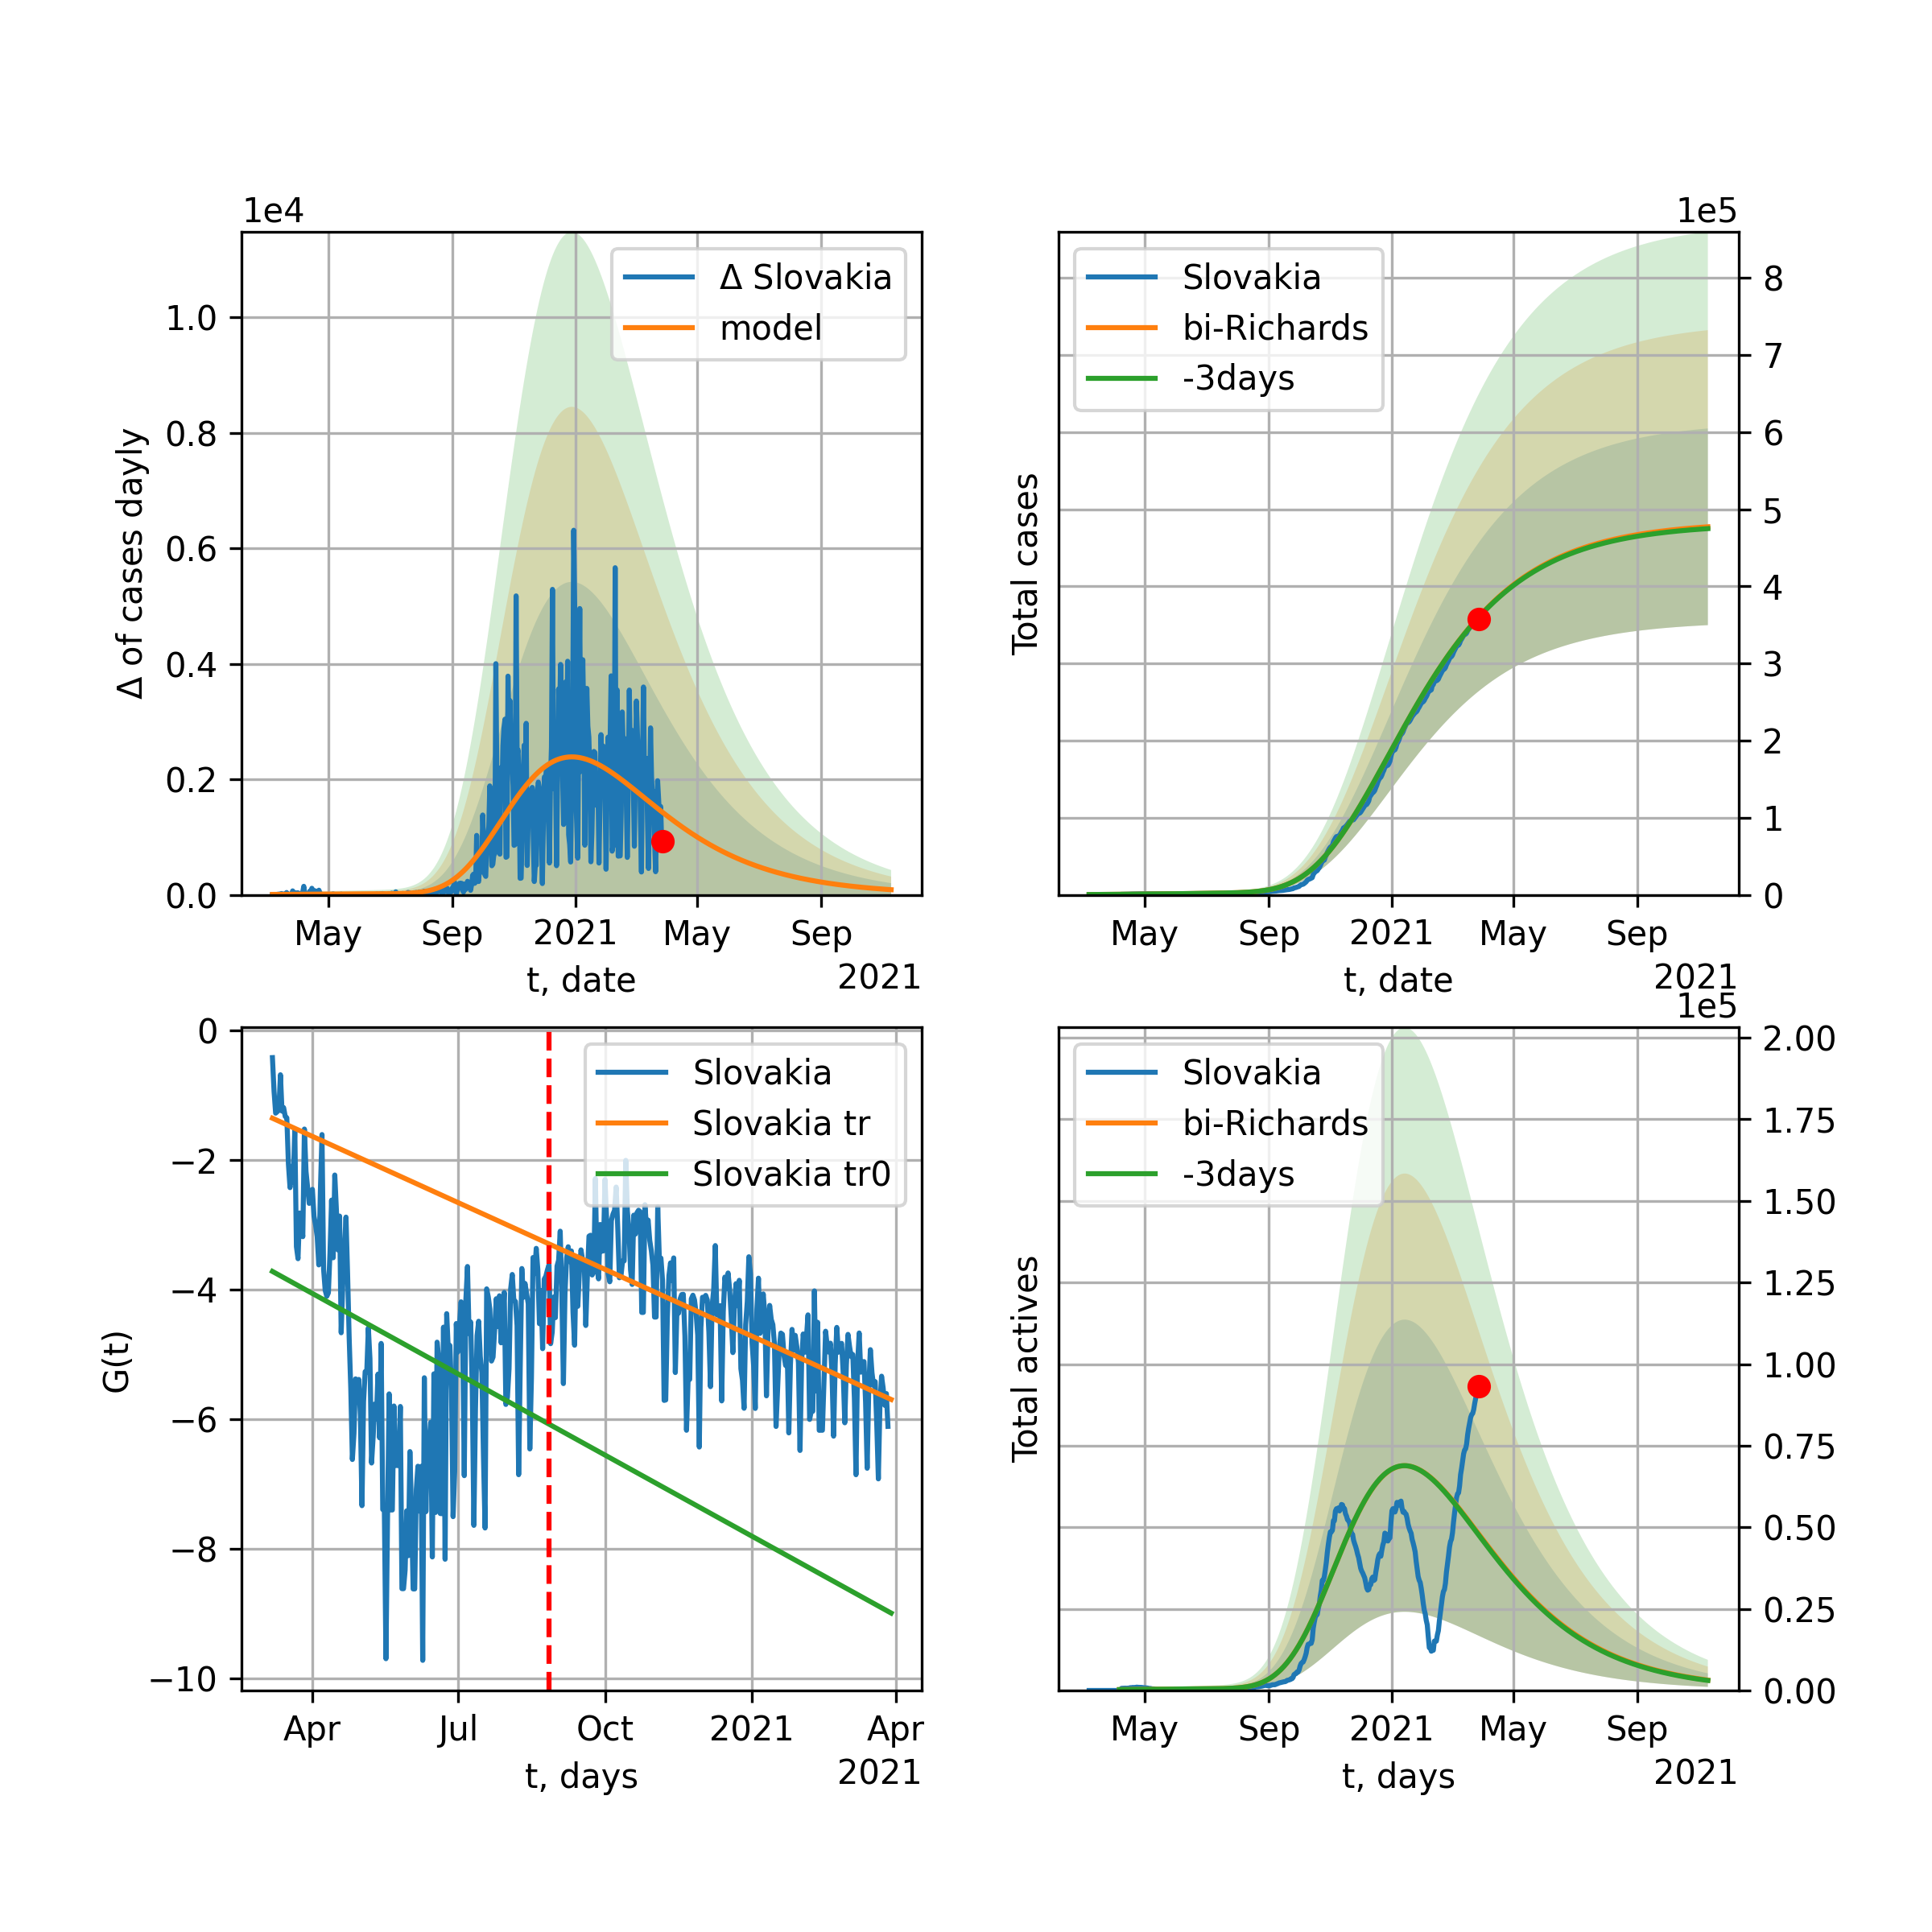 1e4
Δ of cases dayly
1.0
0.8
0.6
0.4
0.2
0.0
Δ Slovakia
model
May Sep 2021 May Sep
t, date
2021
1e5
Total cases
Slovakia
bi-Richards
-3days
8
7
6
5
4
3
2
1
0
May Sep 2021 May Sep
t, date
2021
G(t)
0
−2
−4
−6
−8
−10
Slovakia
Slovakia tr
Slovakia tr0
Apr Jul Oct 2021 Apr
t, days
2021
1e5
Total actives
Slovakia
bi-Richards
-3days
2.00
1.75
1.50
1.25
1.00
0.75
0.50
0.25
0.00
May Sep 2021 May Sep
t, days
2021